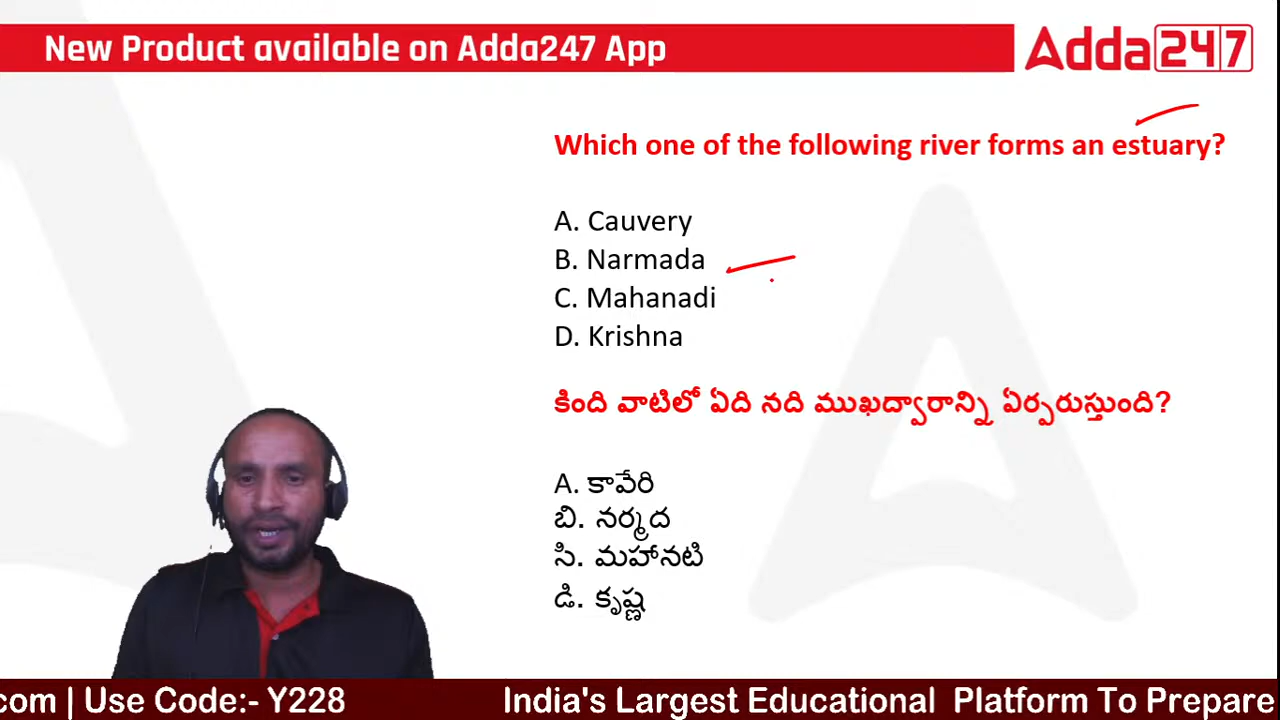 New Product available on Adda247 App
Adda247
Which one of the following river forms an estuary?
A. Cauvery
B. Narmada
C. Mahanadi
D. Krishna
కింది వాటిలో ఏది నది ముఖద్వారాన్ని ఏర్పరుస్తుంది?
A. కావేరి
బి. నర్మద
సి. మహానటి
డి. కృష్ణ
.com | Use Code:- Y228 India's Largest Educational Platform To Prepare